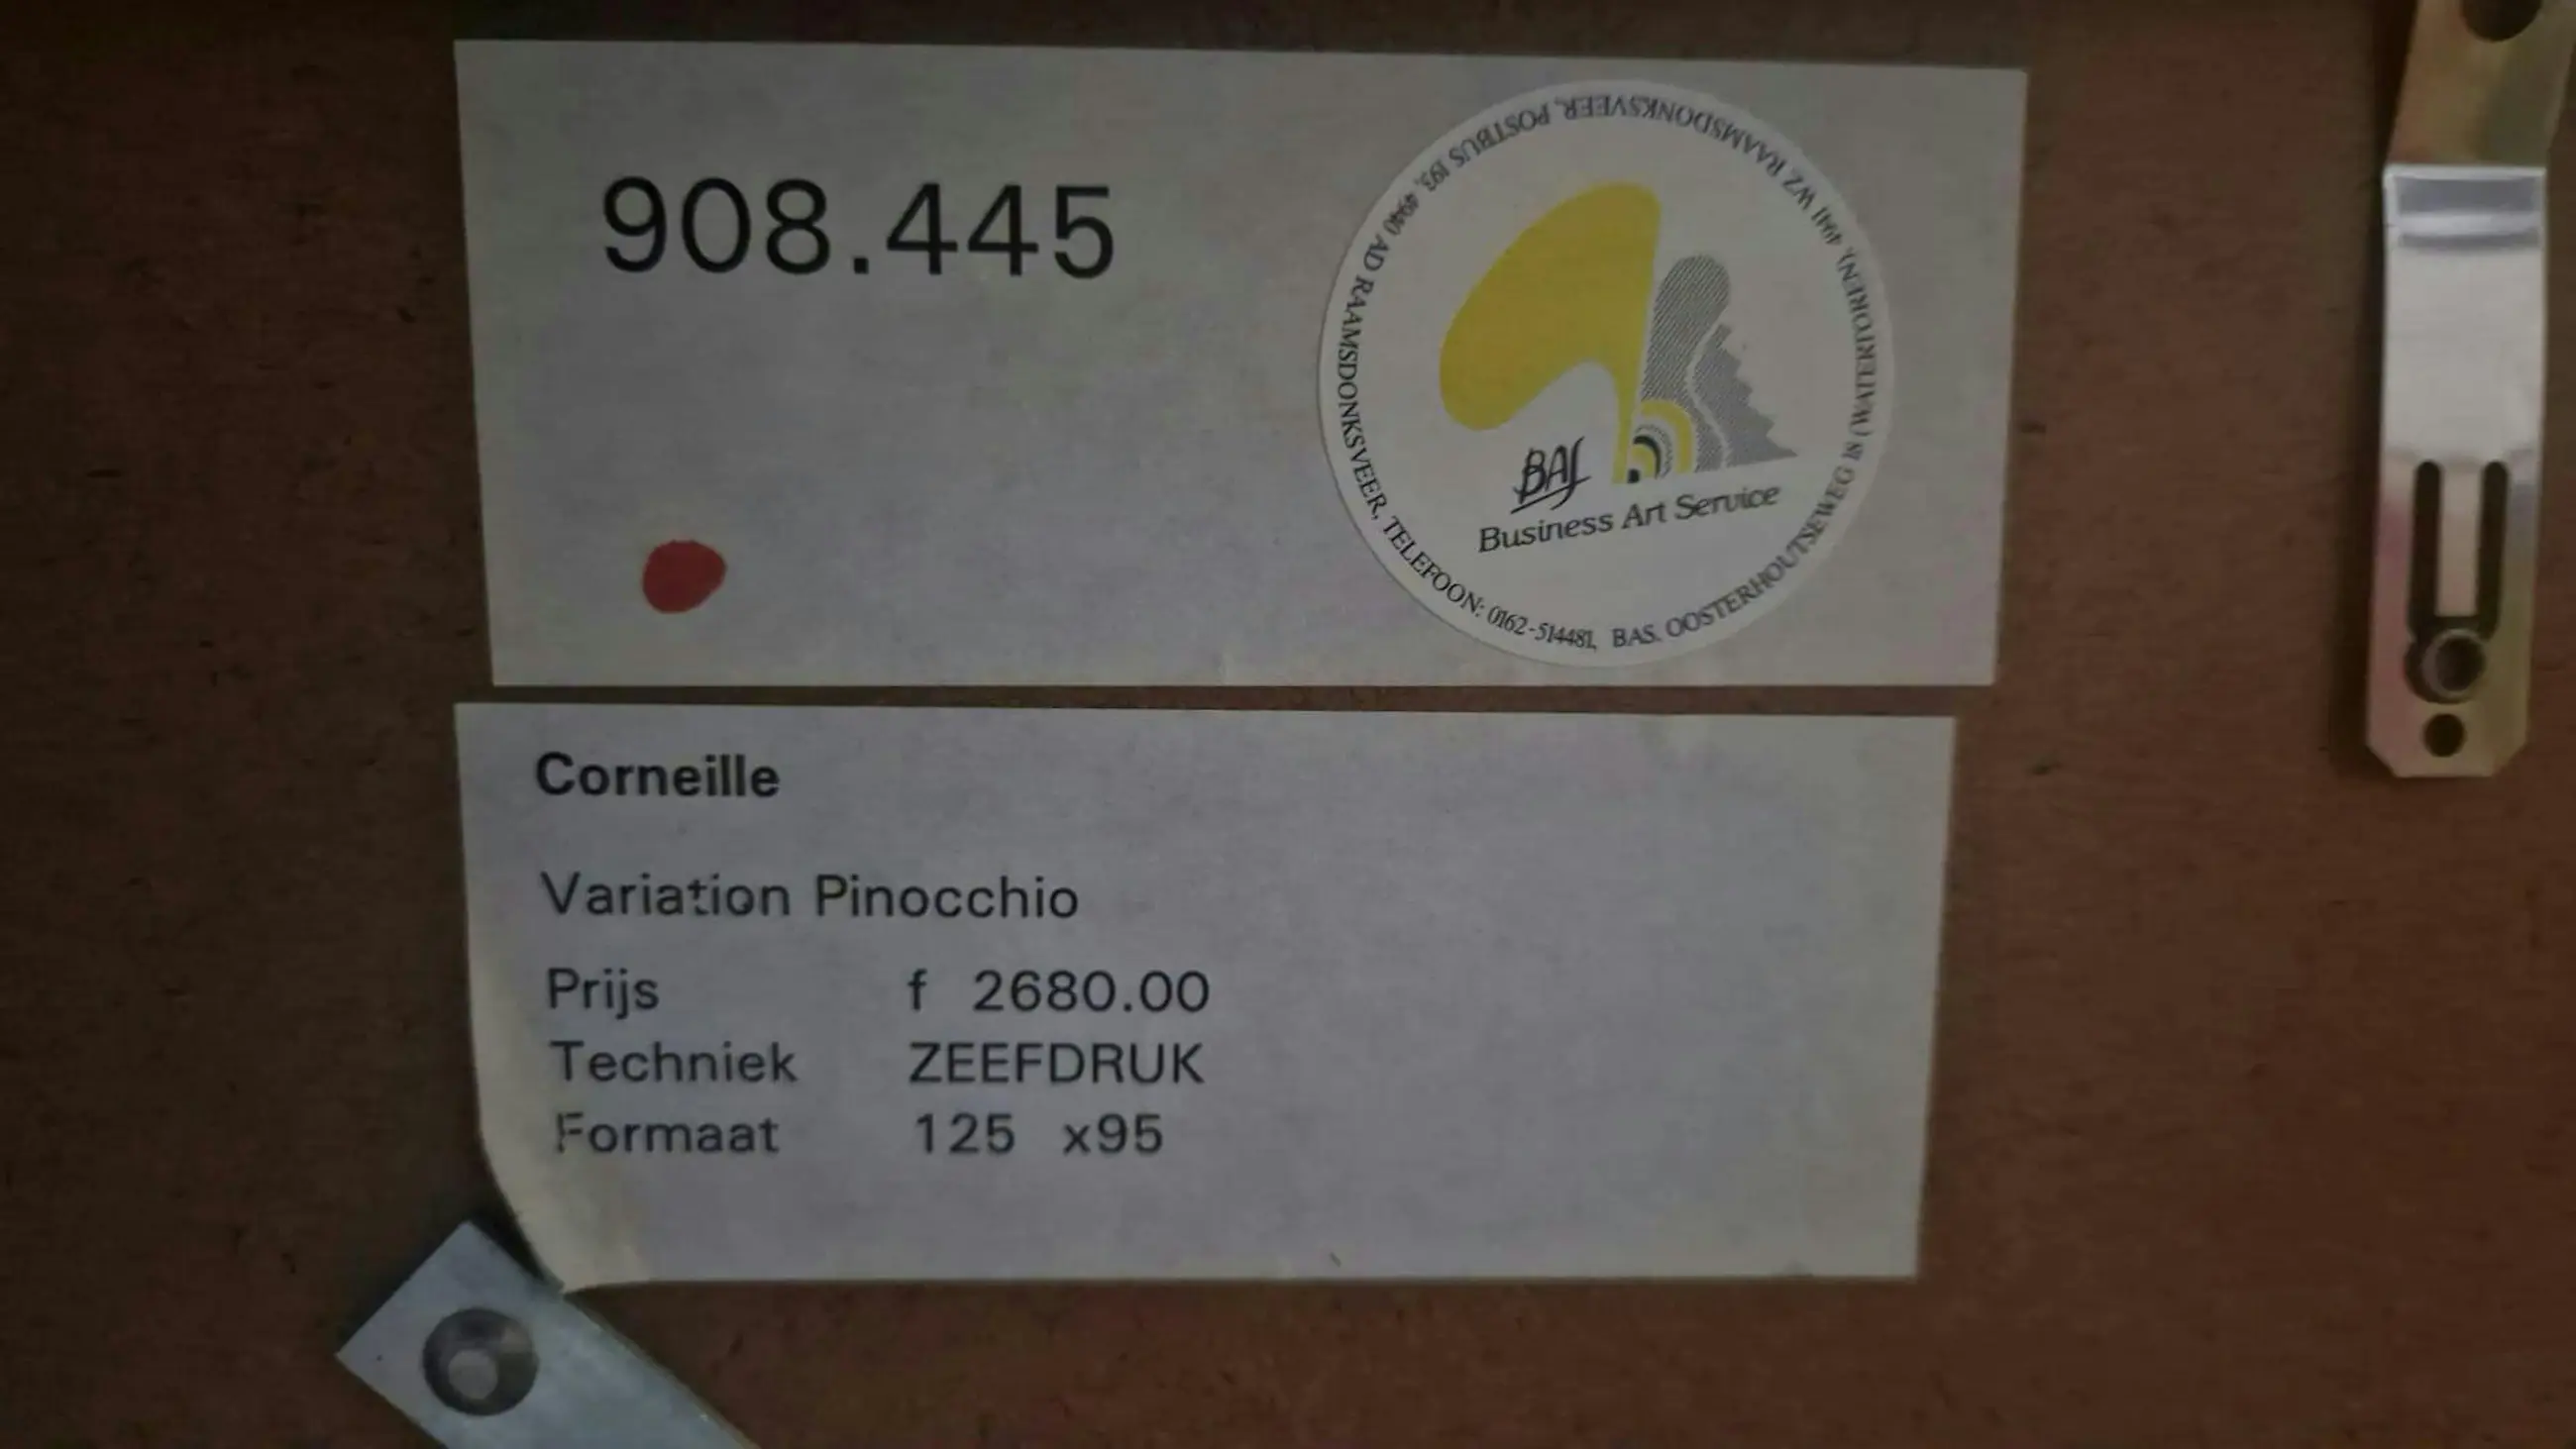 908.445
BAS
Business Art Service
BAS. OOSTERHOUTSEWEG 18 (WATERTOREN), 4941 WZ RAAMSDONKSVEER, POSTBUS 193, 4940 AD RAAMSDONKSVEER, TELEFOON: 0162-514481,
Corneille
Variation Pinocchio
Prijs f 2680.00
Techniek ZEEFDRUK
Formaat 125 x95